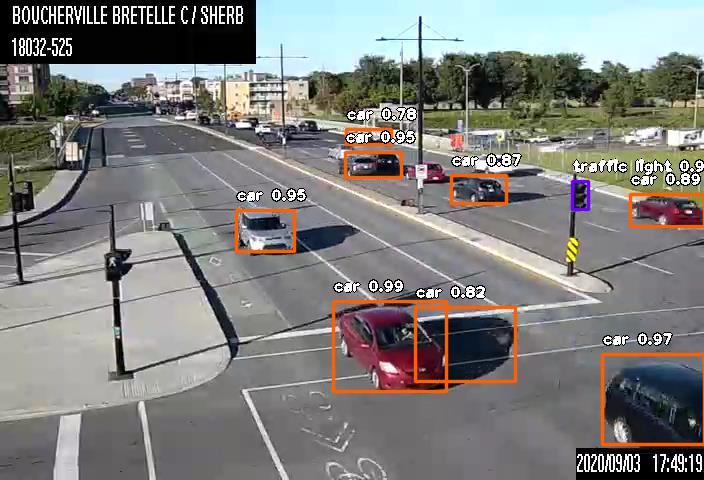 BOUCHERVILLE BRETELLE C / SHERB
18032-525
car 0.78
car 0.95
car 0.87
traffic light 0.9
car 0.89
car 0.95
car 0.99
car 0.82
car 0.97
2020/09/03 17:49:19